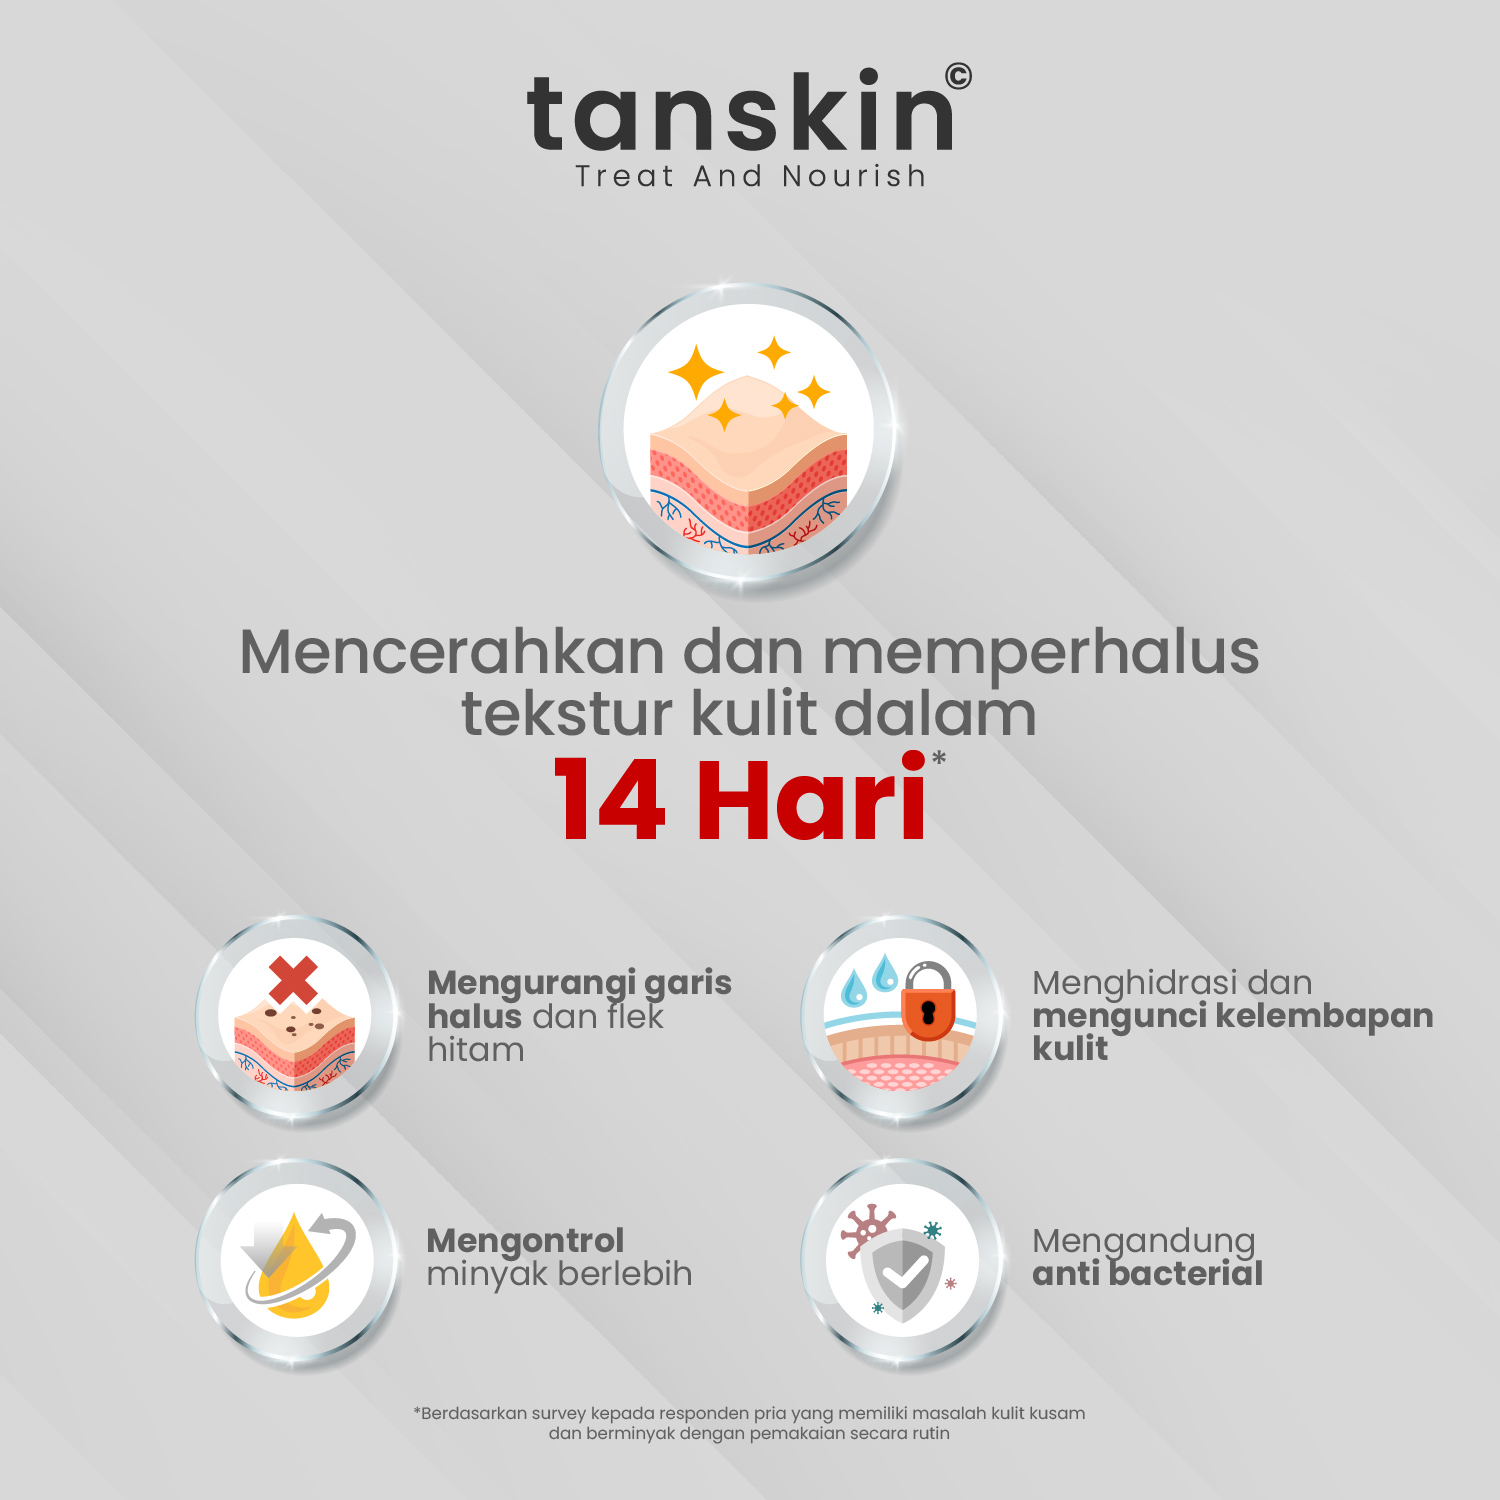 tanskin©
Treat And Nourish
Mencerahkan dan memperhalus
tekstur kulit dalam
14 Hari*
Mengurangi garis
halus dan flek
hitam
Menghidrasi dan
mengunci kelembapan
kulit
Mengontrol
minyak berlebih
Mengandung
anti bacterial
*Berdasarkan survey kepada responden pria yang memiliki masalah kulit kusam
dan berminyak dengan pemakaian secara rutin